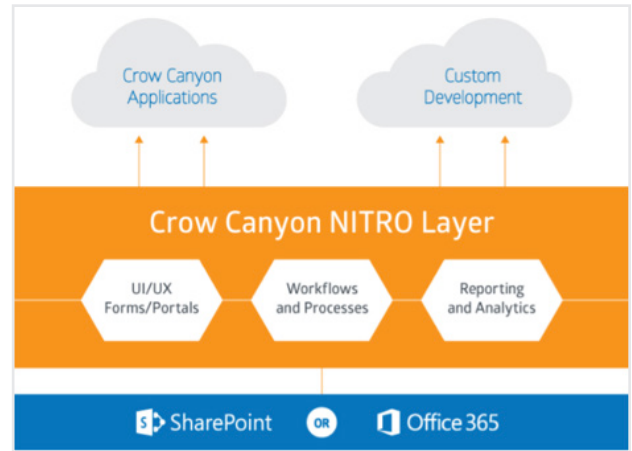 Crow Canyon
Applications
Custom
Development
Crow Canyon NITRO Layer
UI/UX
Forms/Portals
Workflows
and Processes
Reporting
and Analytics
S SharePoint OR Office 365